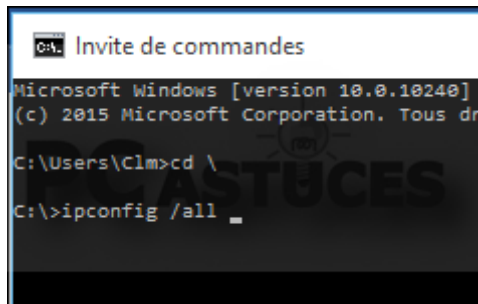 Invite de commandes
Microsoft Windows [version 10.0.10240]
(c) 2015 Microsoft Corporation. Tous
C:\Users\Clm>cd \
C:\>ipconfig /all _
PC ASTUCES